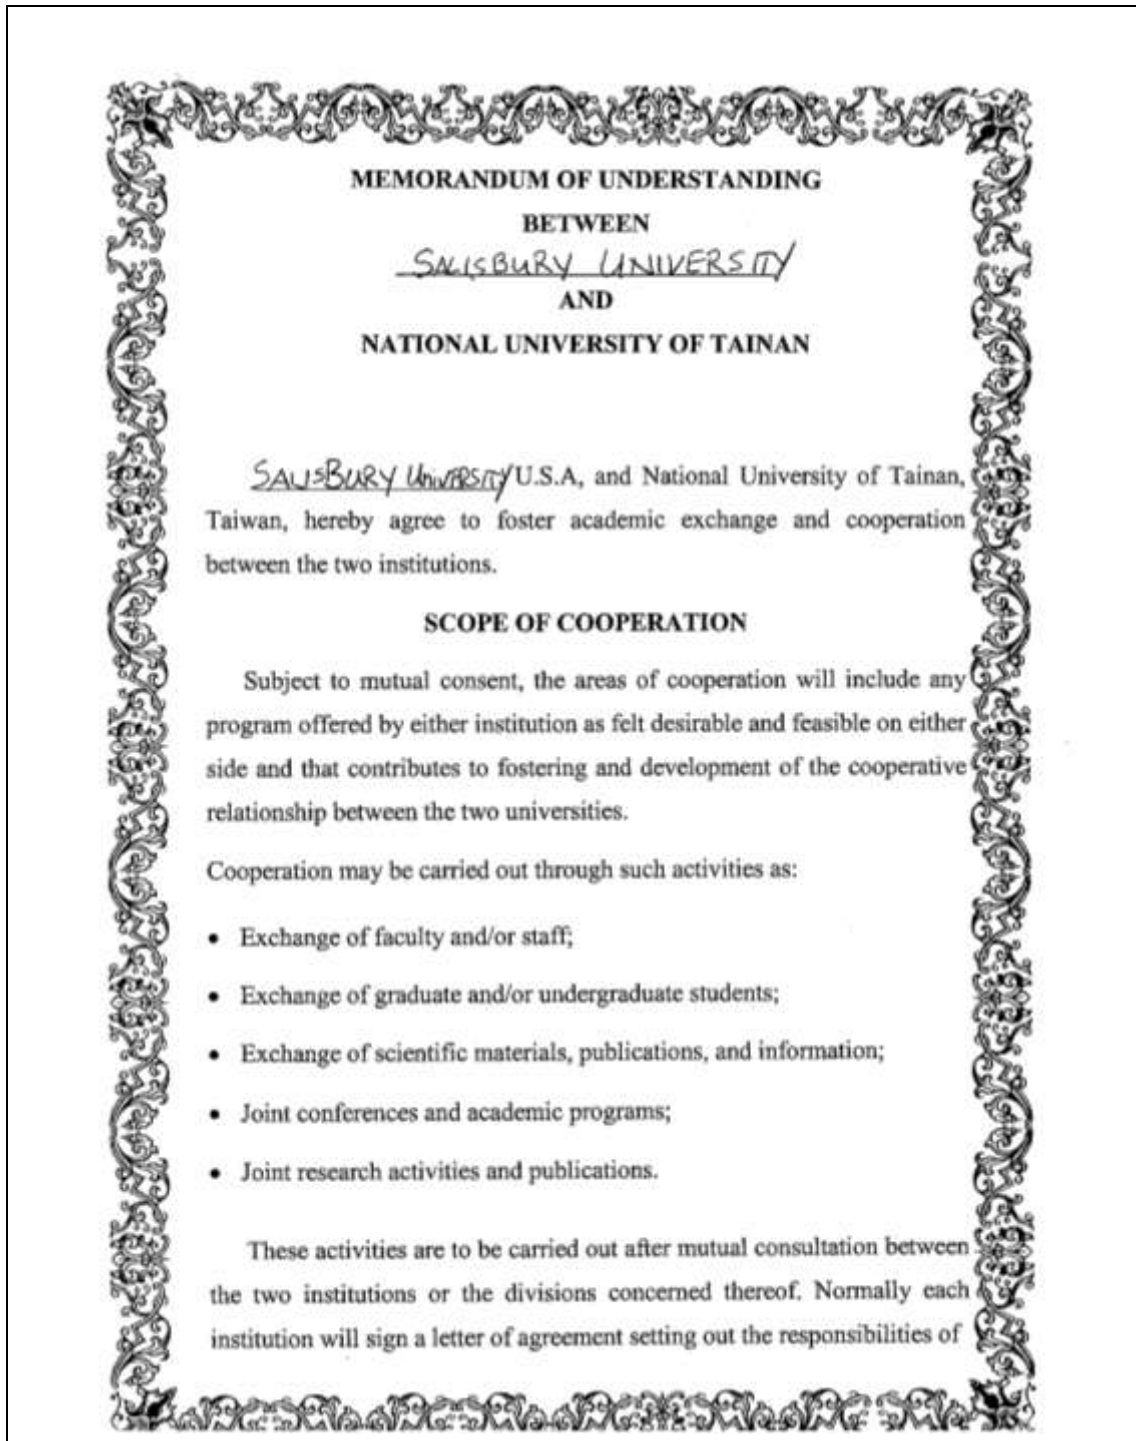 MEMORANDUM OF UNDERSTANDING
BETWEEN
SALISBURY UNIVERSITY
AND
NATIONAL UNIVERSITY OF TAINAN
SALISBURY UNIVERSITY U.S.A, and National University of Tainan,
Taiwan, hereby agree to foster academic exchange and cooperation
between the two institutions.
SCOPE OF COOPERATION
Subject to mutual consent, the areas of cooperation will include any
program offered by either institution as felt desirable and feasible on either
side and that contributes to fostering and development of the cooperative
relationship between the two universities.
Cooperation may be carried out through such activities as:
• Exchange of faculty and/or staff;
• Exchange of graduate and/or undergraduate students;
• Exchange of scientific materials, publications, and information;
• Joint conferences and academic programs;
• Joint research activities and publications.
These activities are to be carried out after mutual consultation between
the two institutions or the divisions concerned thereof. Normally each
institution will sign a letter of agreement setting out the responsibilities of